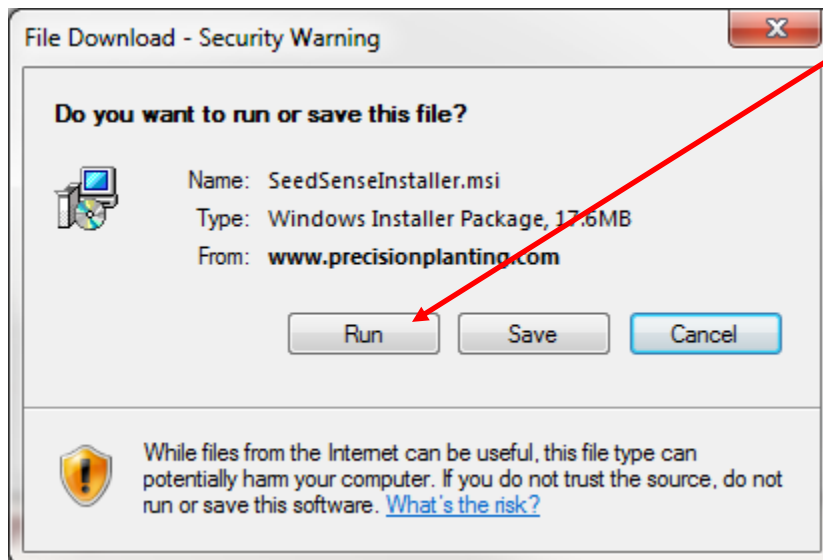 File Download - Security Warning
Do you want to run or save this file?
Name: SeedSenseInstaller.msi
Type: Windows Installer Package, 17.6MB
From: www.precisionplanting.com
Run Save Cancel
While files from the Internet can be useful, this file type can
potentially harm your computer. If you do not trust the source, do not
run or save this software. What's the risk?